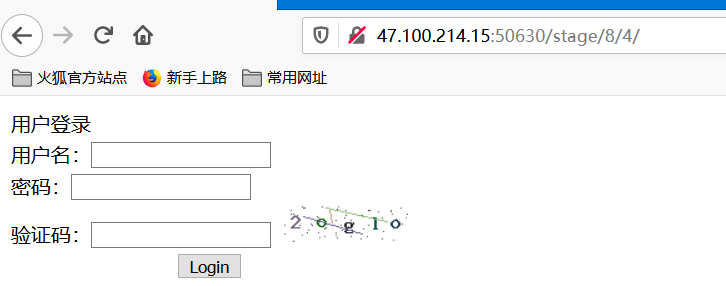 47.100.214.15:50630/stage/8/4/
火狐官方站点 新手上路 常用网址
用户登录
用户名：
密码：
验证码： 2oglo
Login